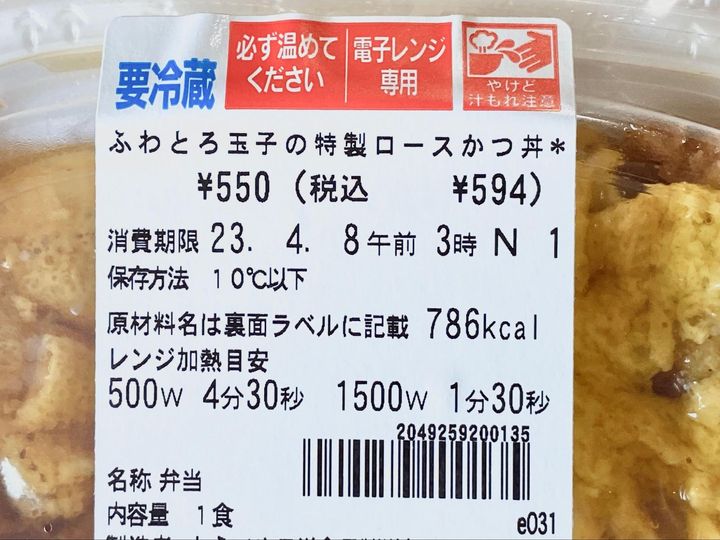 要冷蔵
必ず温めて
ください
電子レンジ
専用
やけど
汁もれ注意
ふわとろ玉子の特製ロースかつ丼*
¥550(税込 ¥594)
消費期限 23. 4. 8午前 3時 N 1
保存方法 10℃以下
原材料名は裏面ラベルに記載 786kcal
レンジ加熱目安
500W 4分30秒 1500W 1分30秒
2049259200135
名称 弁当
内容量 1食
e031